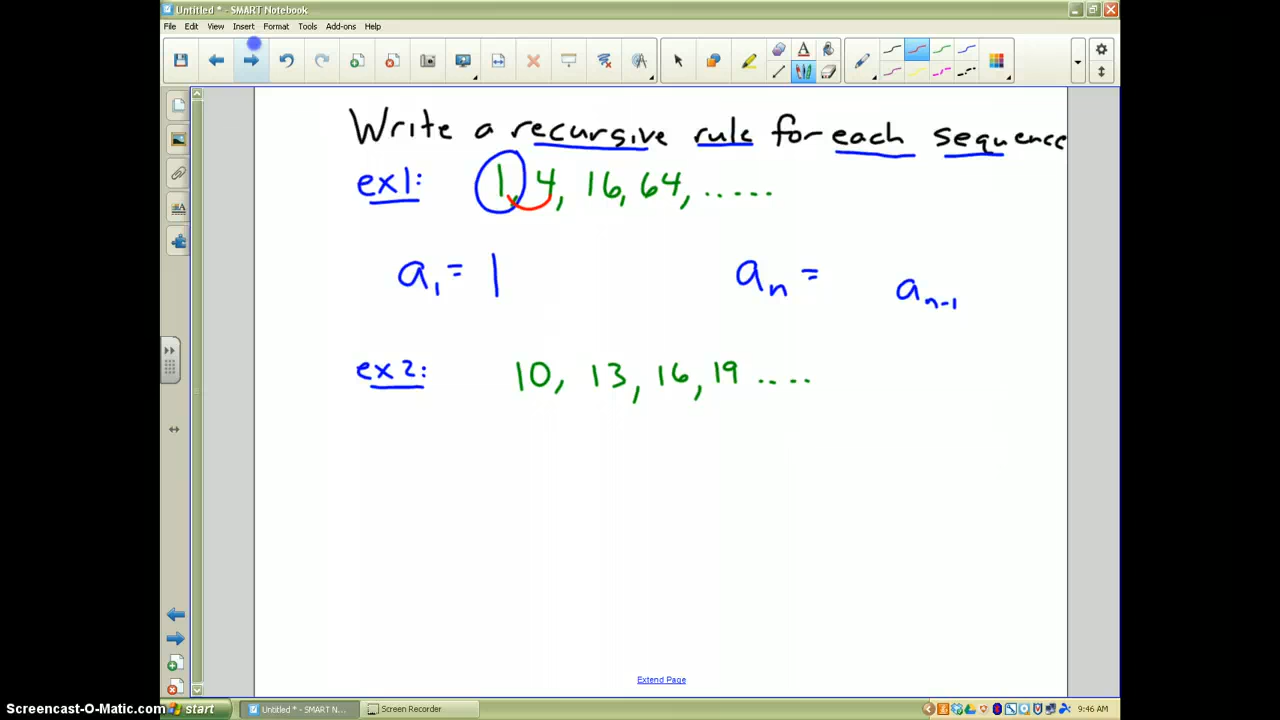 Untitled * - SMART Notebook
File Edit View Insert Format Tools Add-ons Help
Write a recursive rule for each sequence
ex1: 1, 4, 16, 64, .....
a₁ = 1 aₙ = aₙ₋₁
ex2: 10, 13, 16, 19 ....
Extend Page
Screencast-O-Matic.com start Untitled * - SMART N... Screen Recorder 9:46 AM